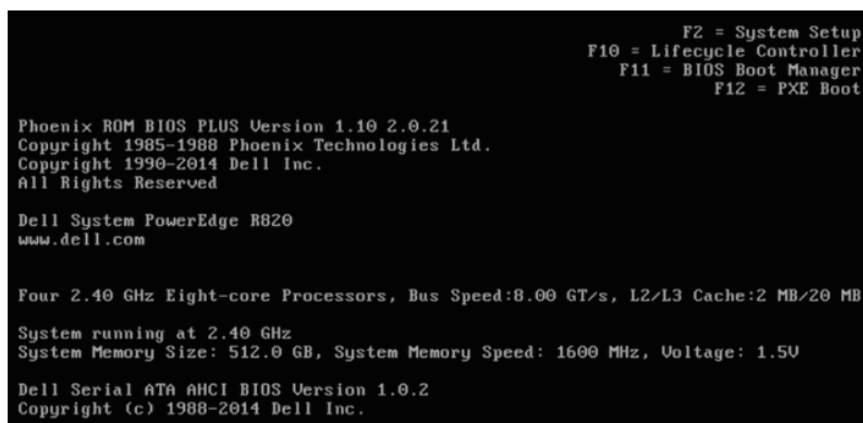 F2 = System Setup
F10 = Lifecycle Controller
F11 = BIOS Boot Manager
F12 = PXE Boot
Phoenix ROM BIOS PLUS Version 1.10 2.0.21
Copyright 1985-1988 Phoenix Technologies Ltd.
Copyright 1990-2014 Dell Inc.
All Rights Reserved
Dell System PowerEdge R820
www.dell.com
Four 2.40 GHz Eight-core Processors, Bus Speed:8.00 GT/s, L2/L3 Cache:2 MB/20 MB
System running at 2.40 GHz
System Memory Size: 512.0 GB, System Memory Speed: 1600 MHz, Voltage: 1.5V
Dell Serial ATA AHCI BIOS Version 1.0.2
Copyright (c) 1988-2014 Dell Inc.